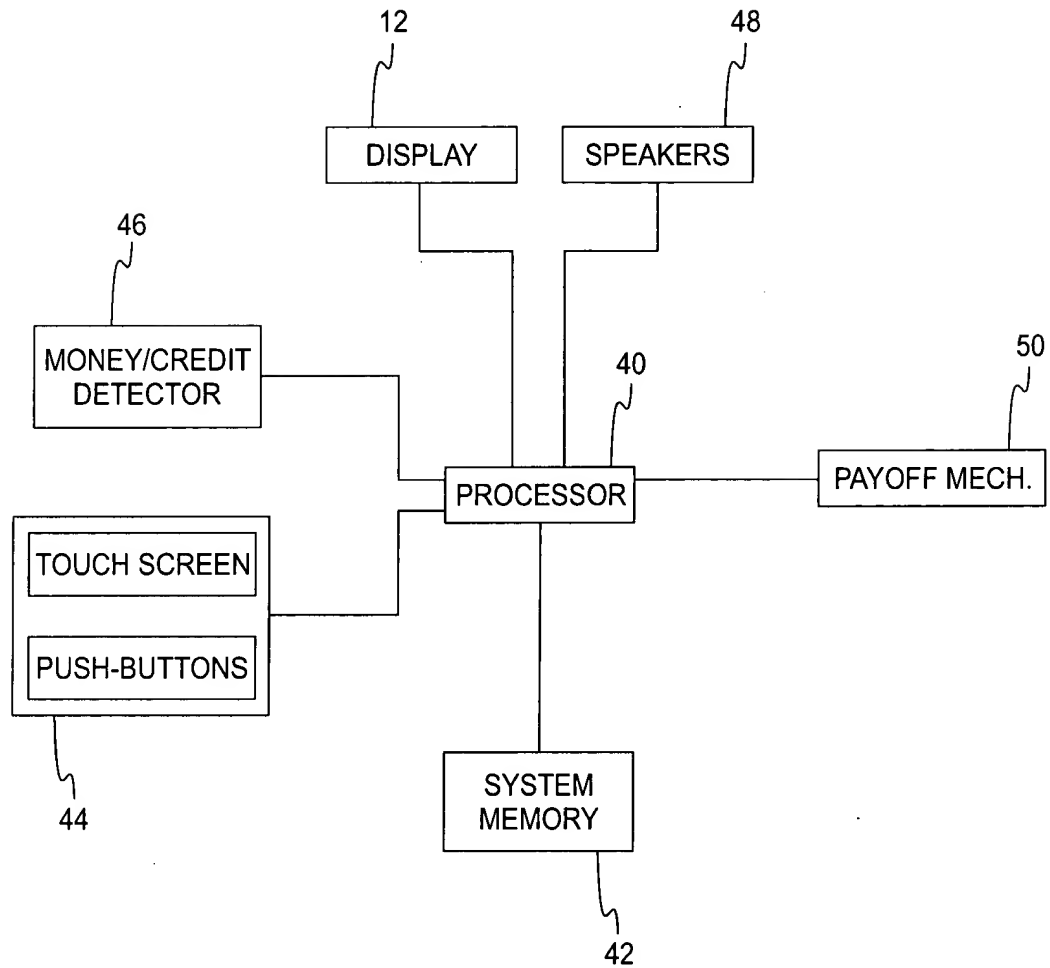 12
48
DISPLAY
SPEAKERS
46
MONEY/CREDIT
DETECTOR
40
50
PROCESSOR
PAYOFF MECH.
TOUCH SCREEN
PUSH-BUTTONS
44
SYSTEM
MEMORY
42